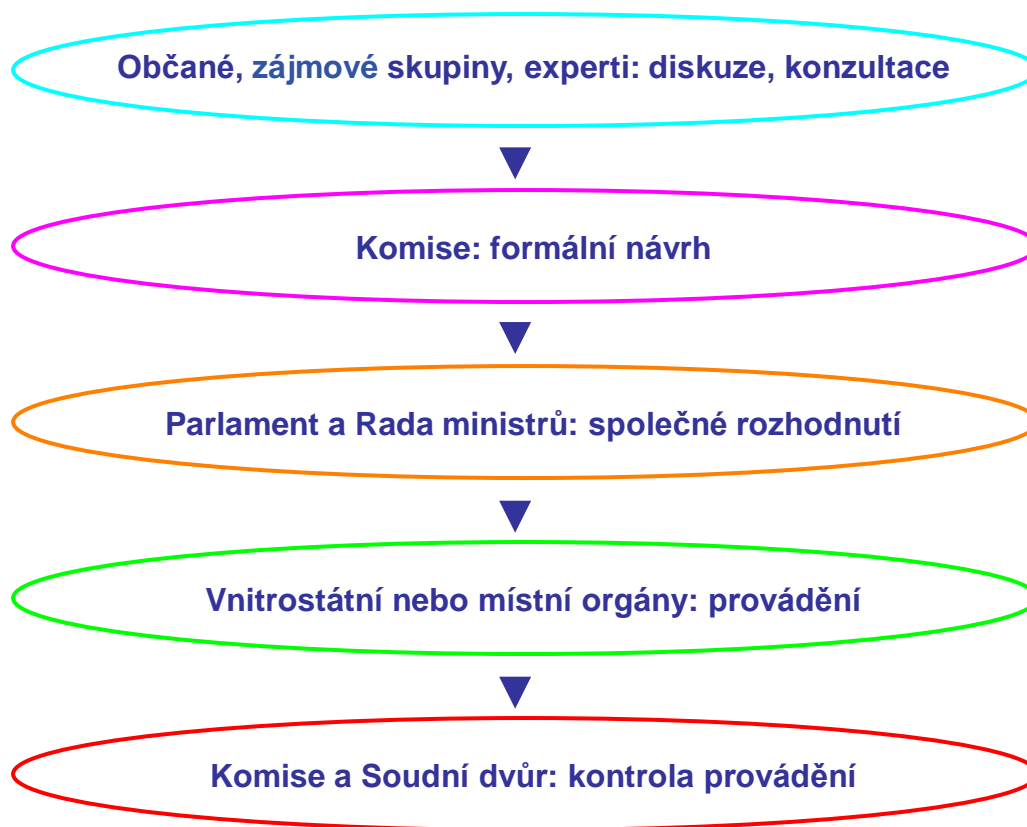 Občané, zájmové skupiny, experti: diskuze, konzultace
Komise: formální návrh
Parlament a Rada ministrů: společné rozhodnutí
Vnitrostátní nebo místní orgány: provádění
Komise a Soudní dvůr: kontrola provádění